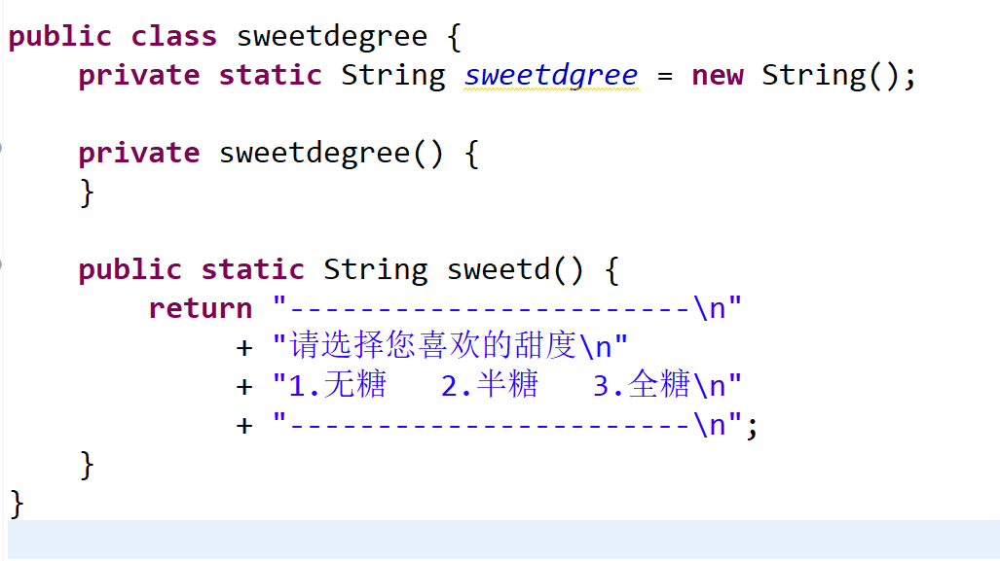 public class sweetdegree {
    private static String sweetdgree = new String();

    private sweetdegree() {
    }

    public static String sweetd() {
        return "-----------------------\n"
             + "请选择您喜欢的甜度\n"
             + "1.无糖   2.半糖   3.全糖\n"
             + "-----------------------\n";
    }
}